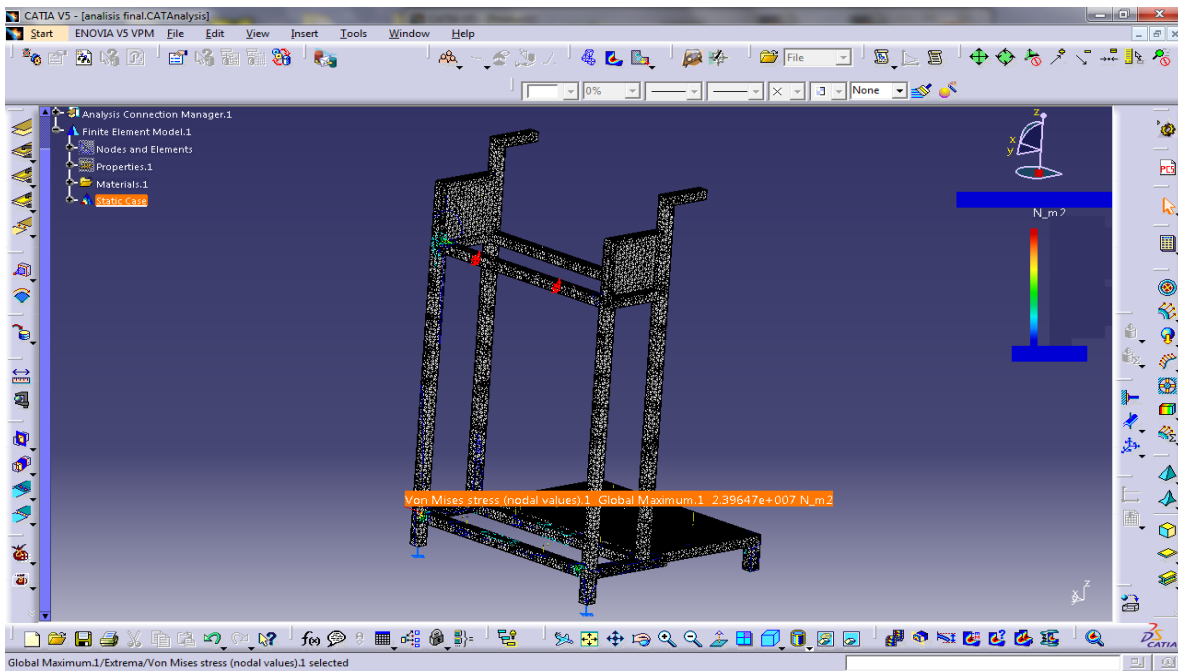 CATIA V5 - [analisis final.CATAnalysis]
Start ENOVIA V5 VPM File Edit View Insert Tools Window Help
File
0% None
Analysis Connection Manager.1
Finite Element Model.1
Nodes and Elements
Properties.1
Materials.1
Static Case
z
x
y
N_m2
PCS
Von Mises stress (nodal values).1 Global Maximum.1 2.39647e+007 N_m2
z
x
f(x)
CATIA
Global Maximum.1/Extrema/Von Mises stress (nodal values).1 selected